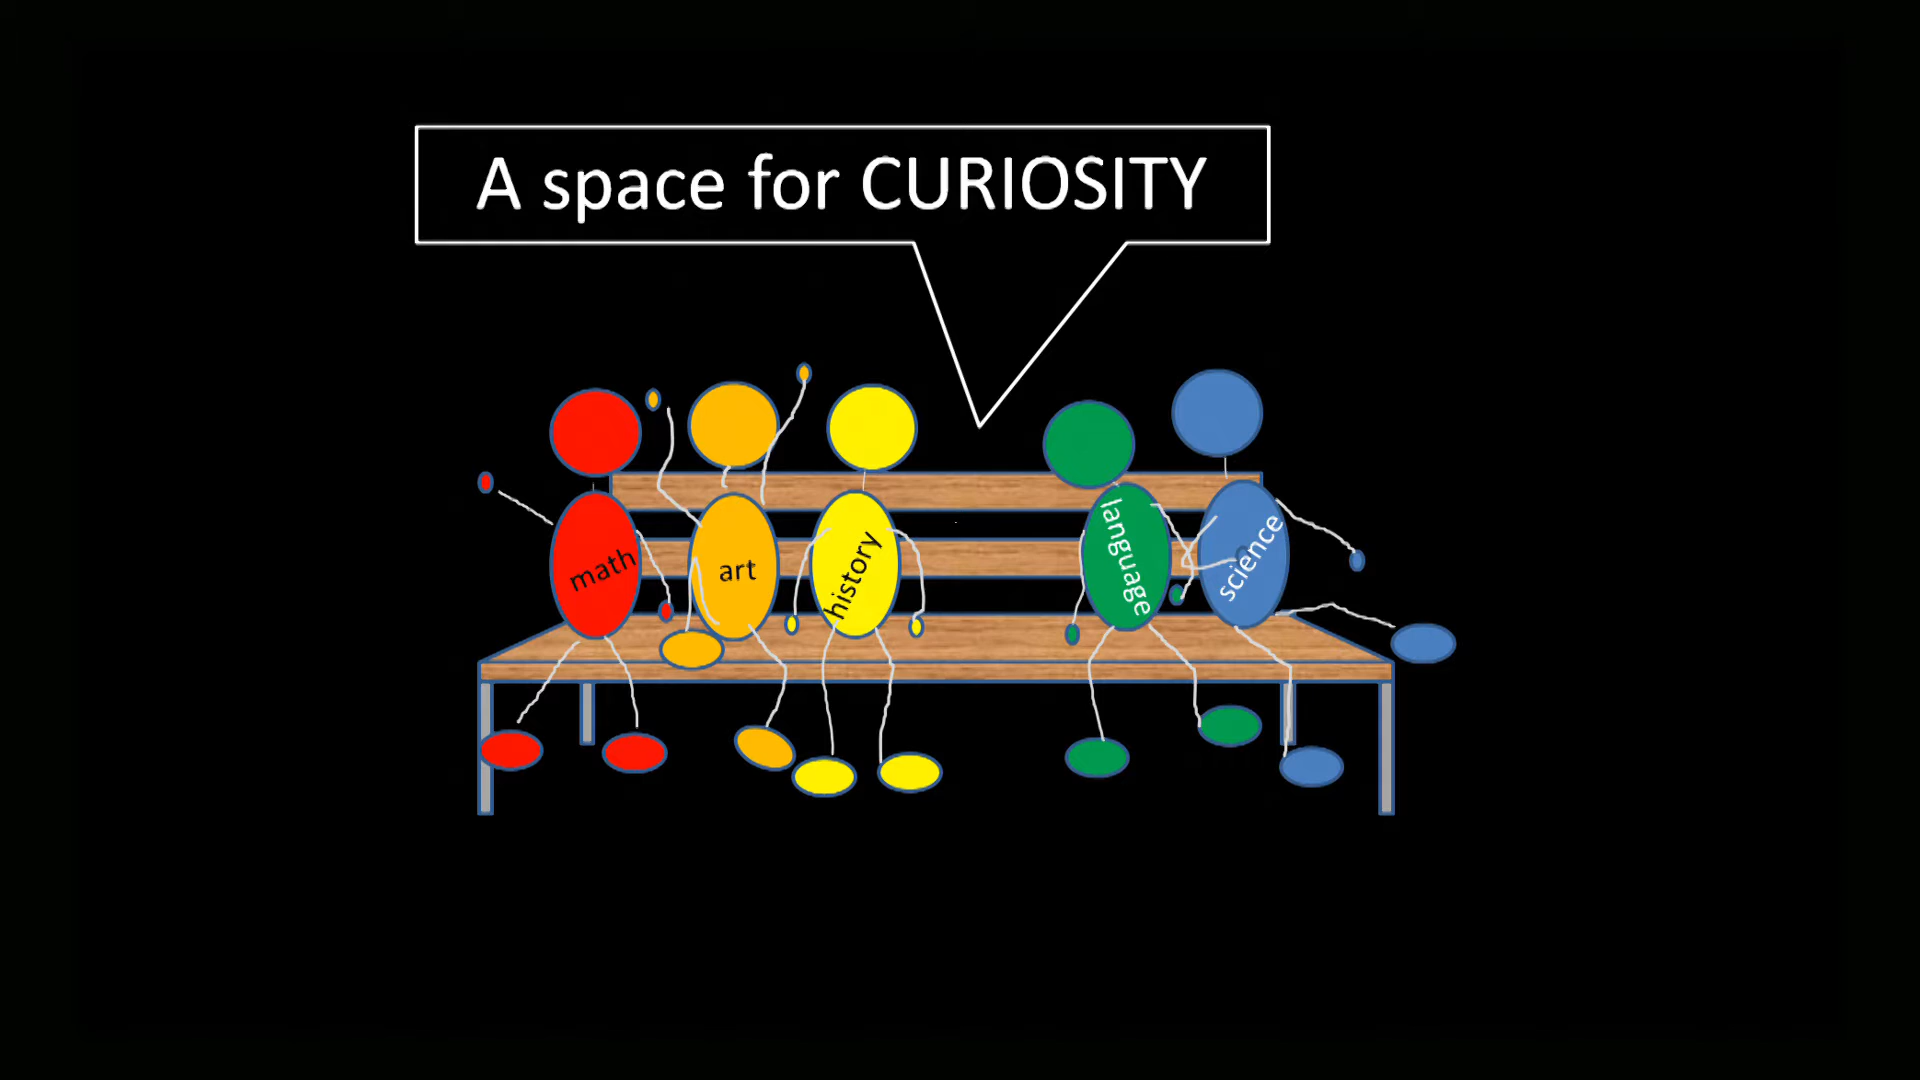 A space for CURIOSITY
math
art
history
language
science